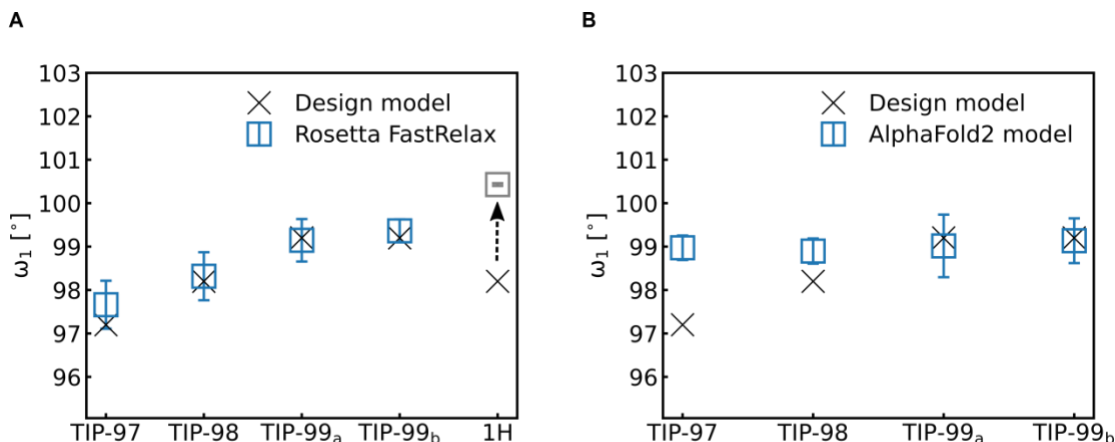 A
103
102
101
100
99
98
97
96
ω₁ [°]
Design model
Rosetta FastRelax
TIP-97 TIP-98 TIP-99ₐ TIP-99b 1H
B
103
102
101
100
99
98
97
96
ω₁ [°]
Design model
AlphaFold2 model
TIP-97 TIP-98 TIP-99ₐ TIP-99b